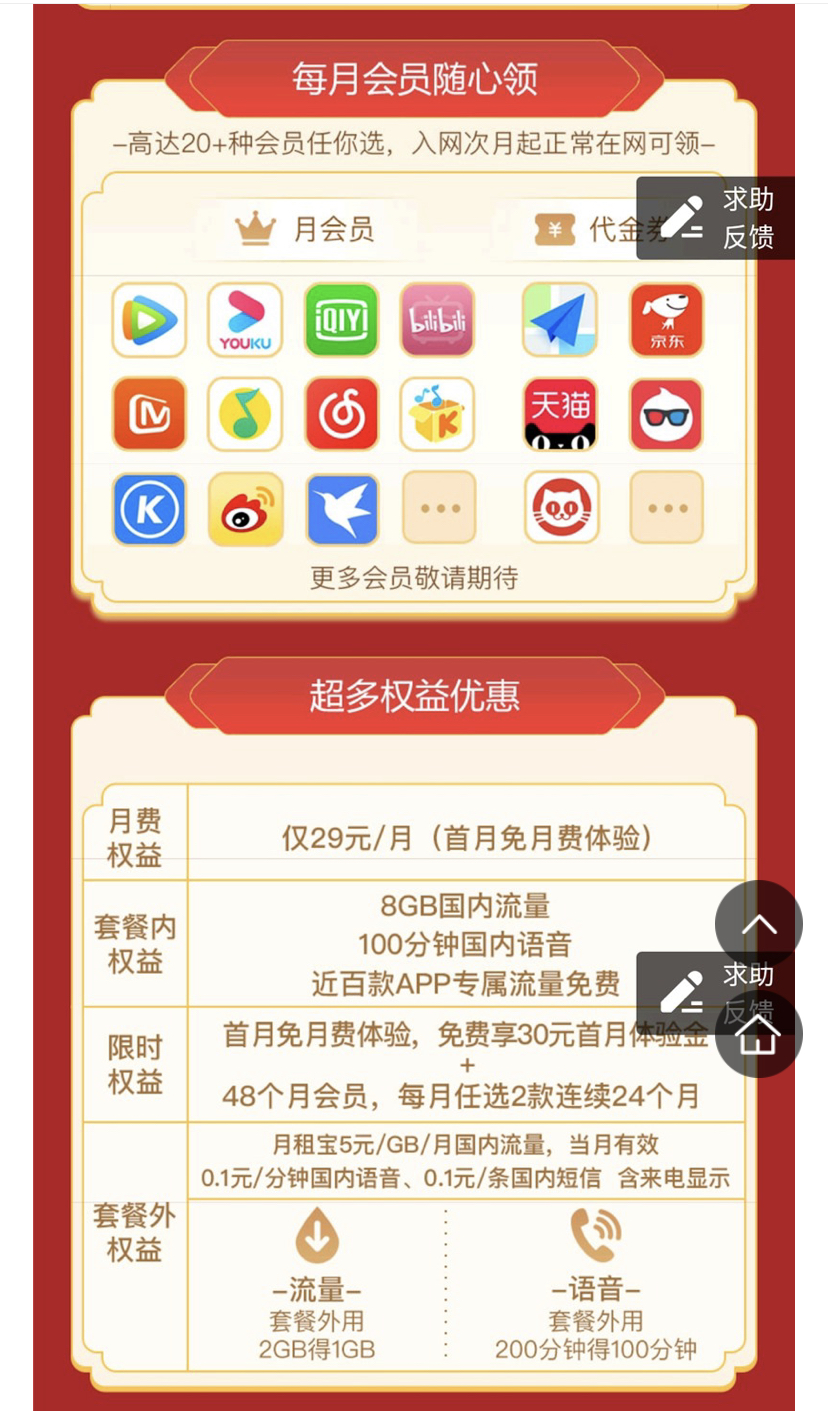 每月会员随心领
–高达20+种会员任你选，入网次月起正常在网可领–
求助
反馈
月会员
¥ 代金券
YOUKU
iQIYI
bilibili
京东
天猫
K
K
更多会员敬请期待
超多权益优惠
月费
权益
仅29元/月（首月免月费体验）
套餐内
权益
8GB国内流量
100分钟国内语音
近百款APP专属流量免费
求助
反馈
限时
权益
首月免月费体验，免费享30元首月体验金
+
48个月会员，每月任选2款连续24个月
套餐外
权益
月租宝5元/GB/月国内流量，当月有效
0.1元/分钟国内语音、0.1元/条国内短信 含来电显示
–流量–
套餐外用
2GB得1GB
–语音–
套餐外用
200分钟得100分钟